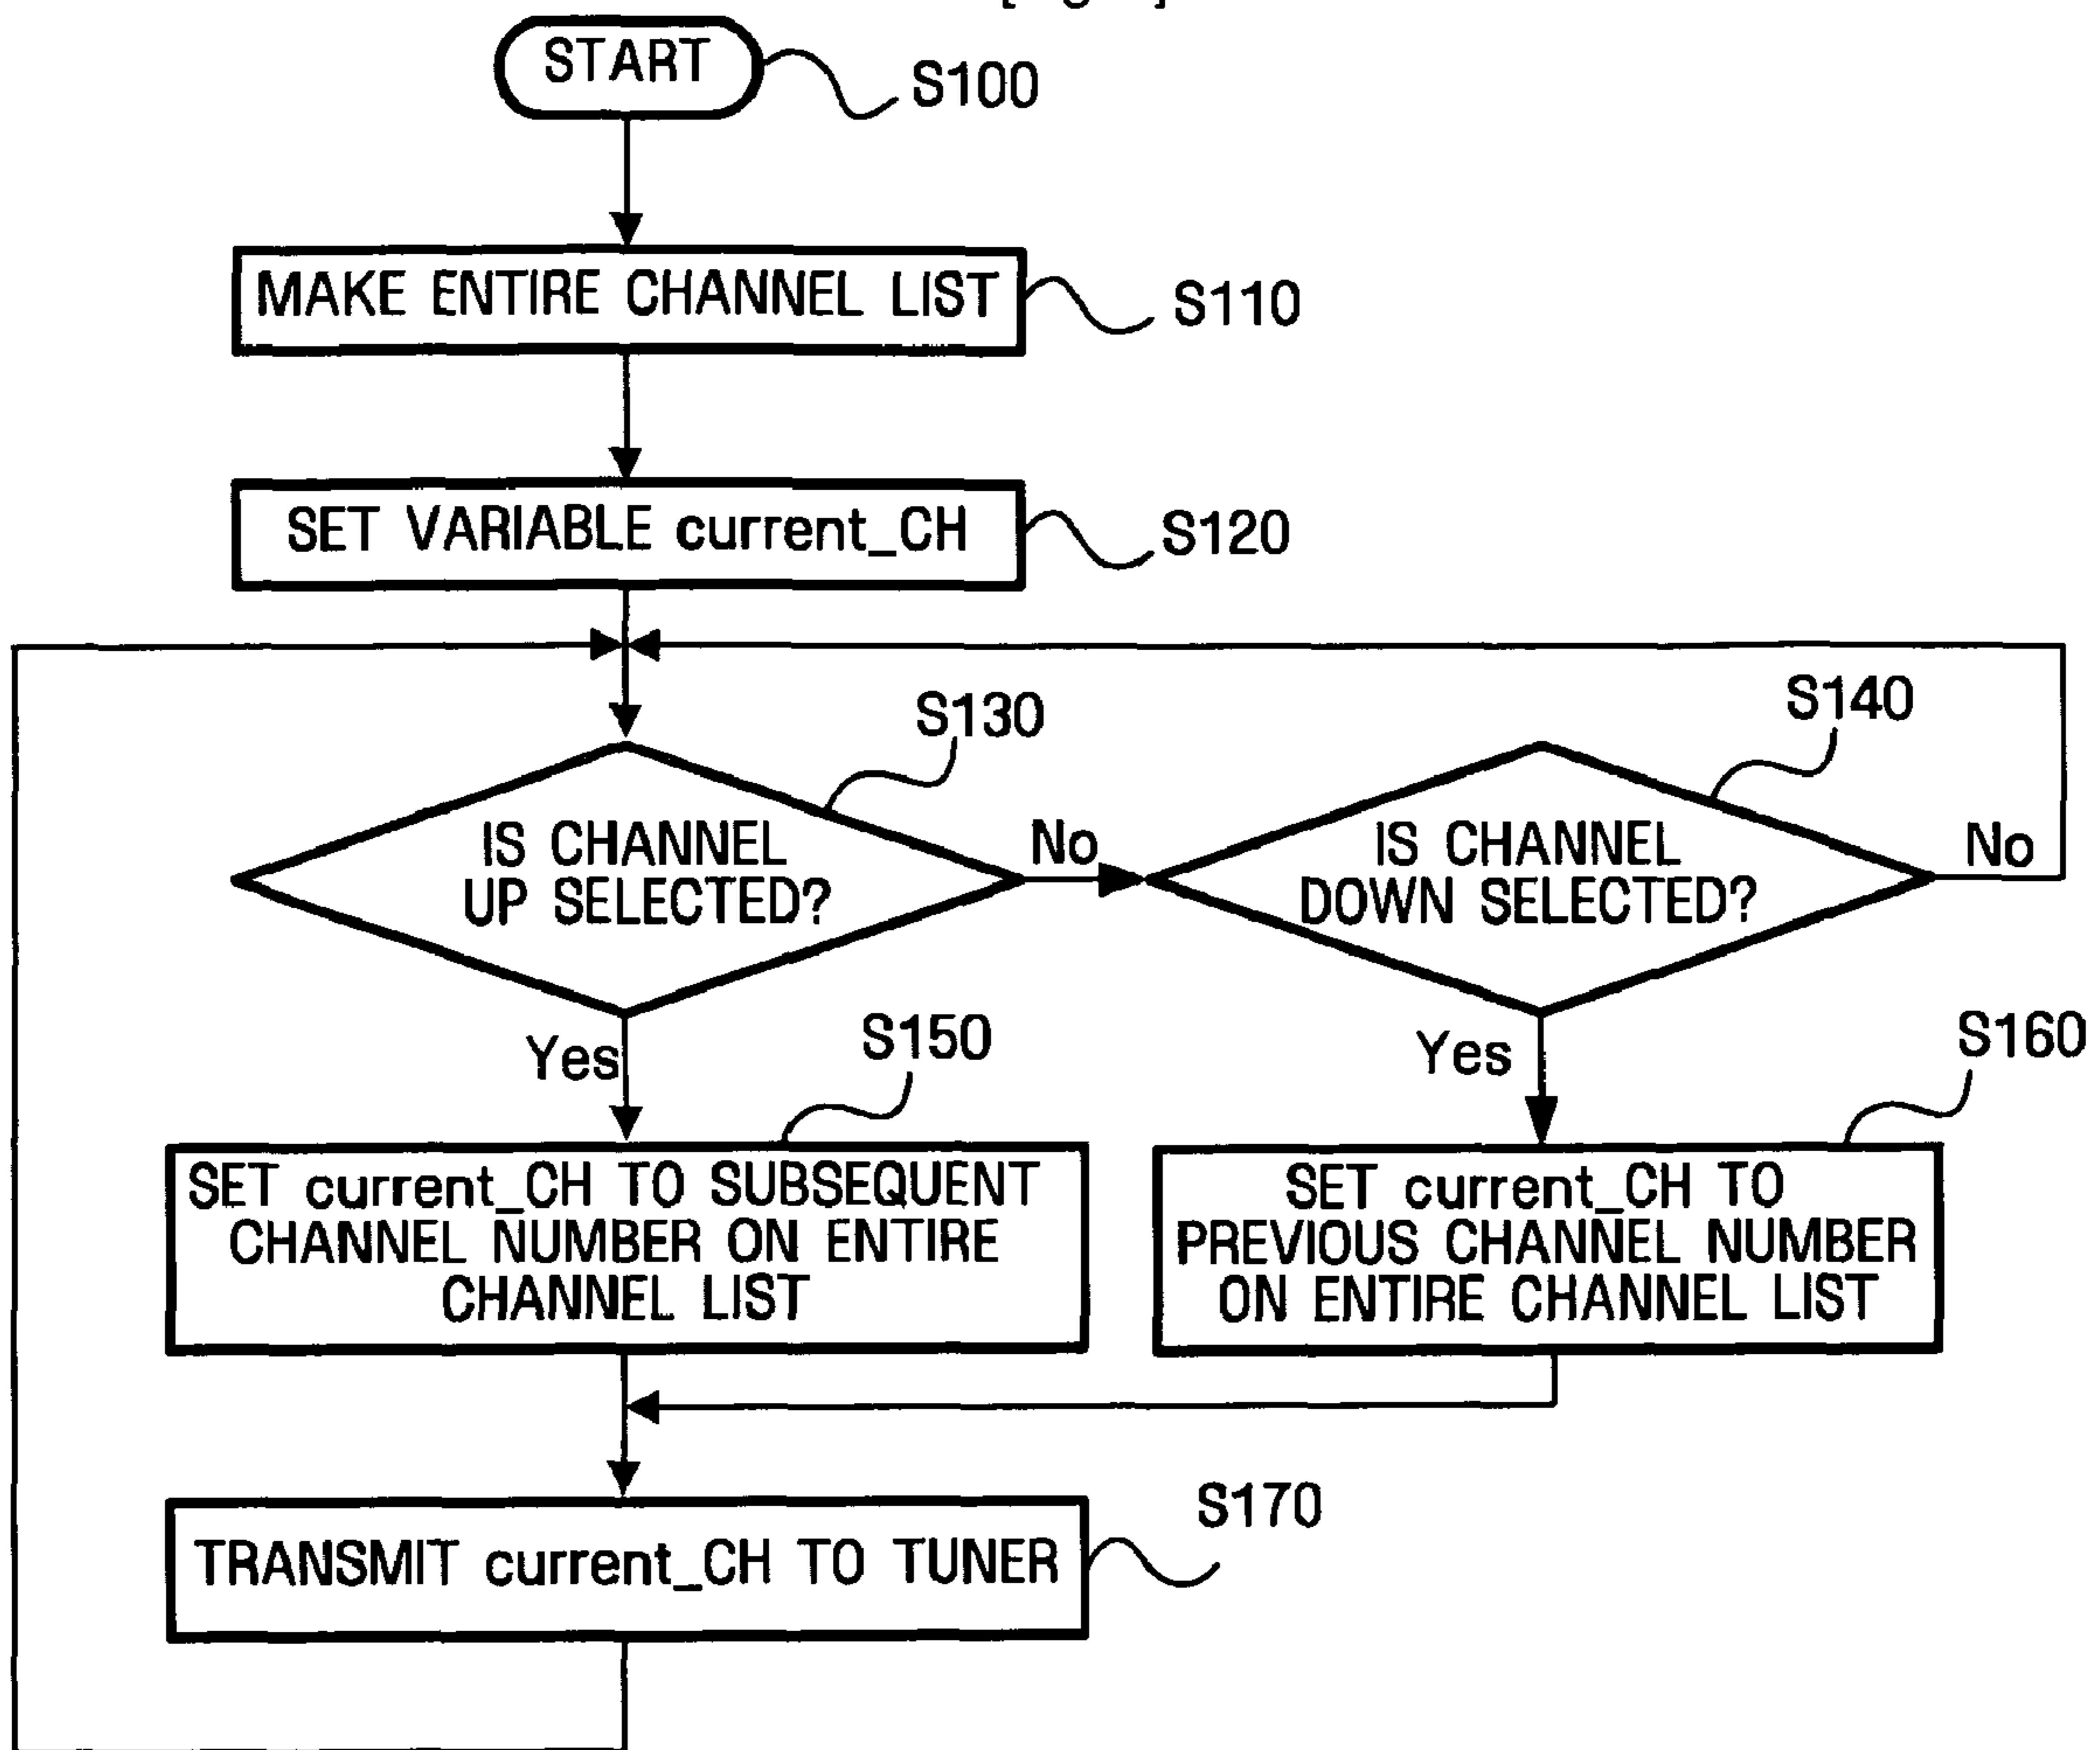 START
S100
MAKE ENTIRE CHANNEL LIST
S110
SET VARIABLE current_CH
S120
S130
S140
IS CHANNEL
UP SELECTED?
No
IS CHANNEL
DOWN SELECTED?
No
Yes
S150
Yes
S160
SET current_CH TO SUBSEQUENT
CHANNEL NUMBER ON ENTIRE
CHANNEL LIST
SET current_CH TO
PREVIOUS CHANNEL NUMBER
ON ENTIRE CHANNEL LIST
TRANSMIT current_CH TO TUNER
S170